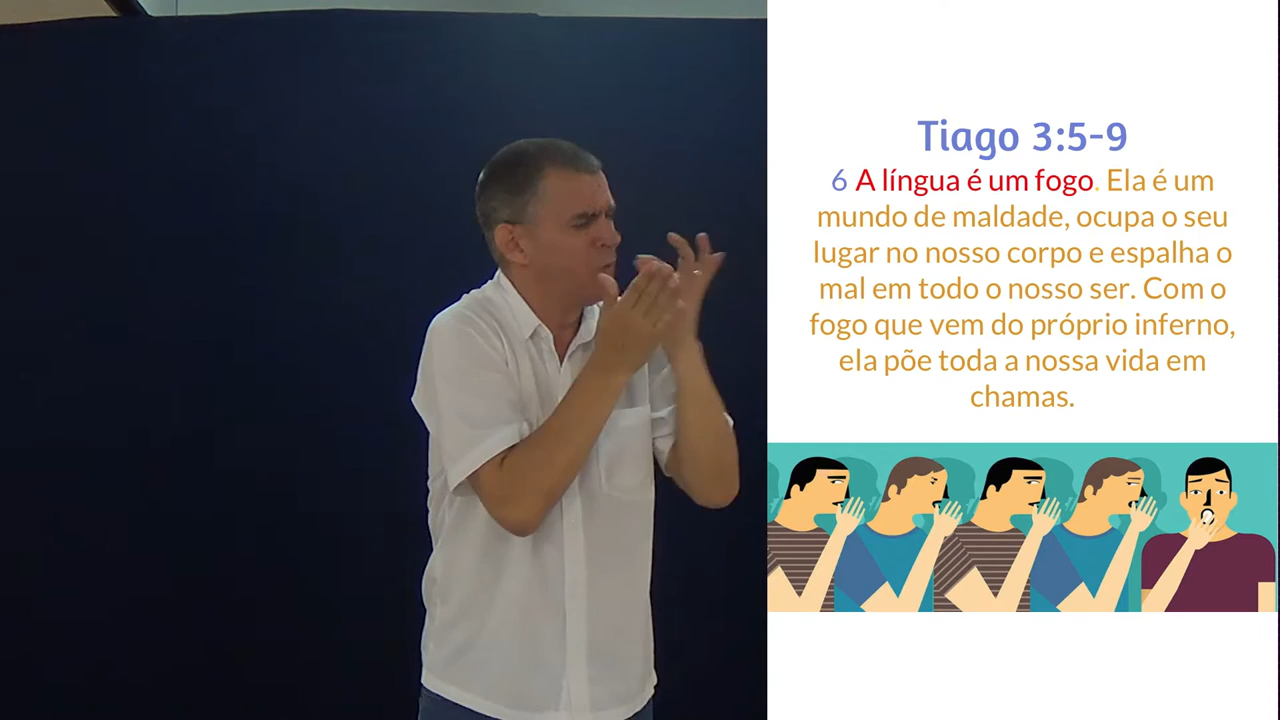 Tiago 3:5-9
6 A língua é um fogo. Ela é um
mundo de maldade, ocupa o seu
lugar no nosso corpo e espalha o
mal em todo o nosso ser. Com o
fogo que vem do próprio inferno,
ela põe toda a nossa vida em
chamas.